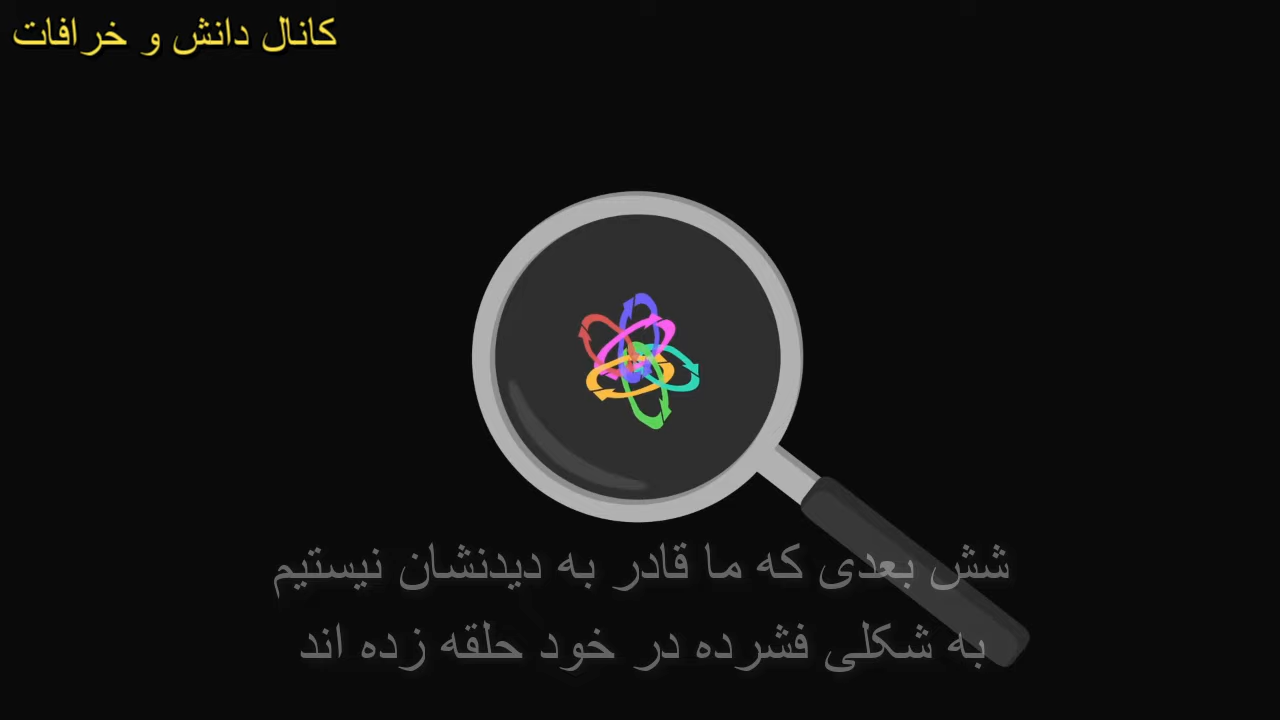 کانال دانش و خرافات
شش بعدی که ما قادر به دیدنشان نیستیم
به شکلی فشرده در خود حلقه زده اند